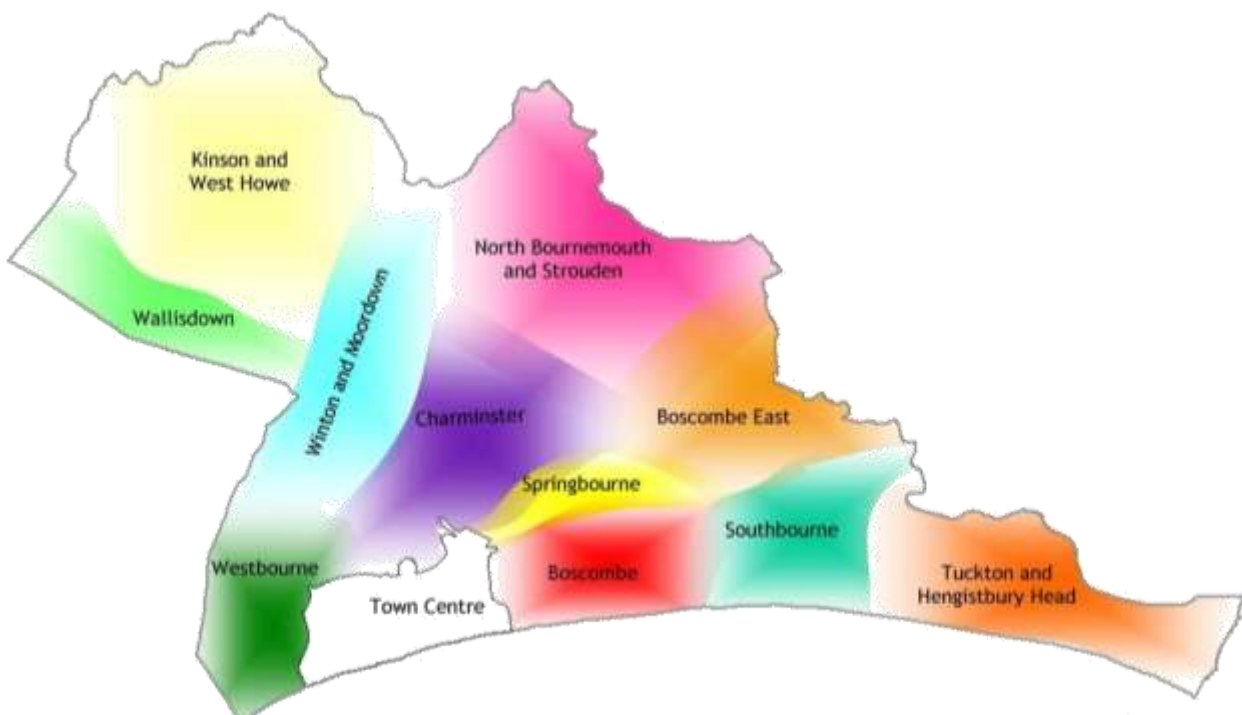 Kinson and
West Howe
North Bournemouth
and Strouden
Wallisdown
Winton and Moordown
Charminster
Boscombe East
Springbourne
Southbourne
Westbourne
Boscombe
Tuckton and
Hengistbury Head
Town Centre